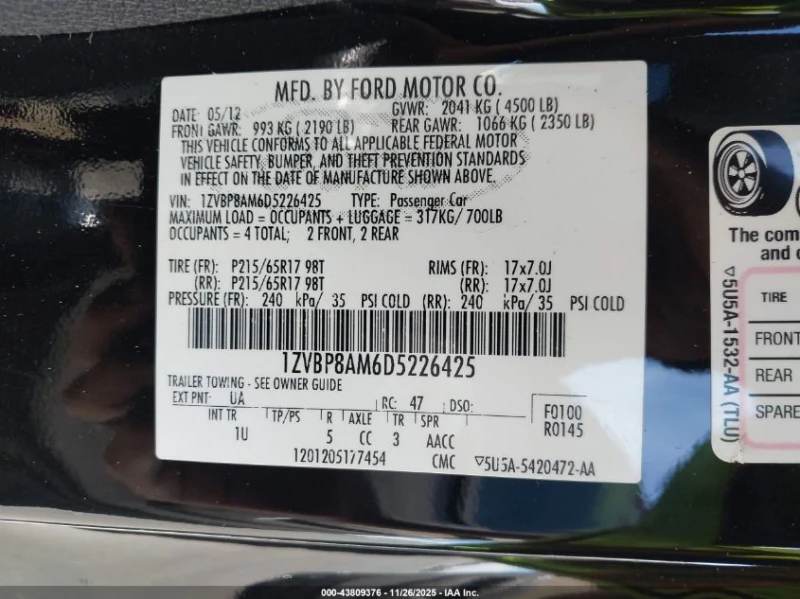 MFD. BY FORD MOTOR CO.
DATE 05/12 GVWR: 2041 KG ( 4500 LB)
FRONT GAWR: 993 KG ( 2190 LB) REAR GAWR: 1066 KG ( 2350 LB)
THIS VEHICLE CONFORMS TO ALL APPLICABLE FEDERAL MOTOR
VEHICLE SAFETY, BUMPER, AND THEFT PREVENTION STANDARDS
IN EFFECT ON THE DATE OF MANUFACTURE SHOWN ABOVE.
VIN: 1ZVBP8AM6D5226425 TYPE: Passenger Car
MAXIMUM LOAD = OCCUPANTS + LUGGAGE = 317KG/ 700LB
OCCUPANTS = 4 TOTAL; 2 FRONT, 2 REAR
TIRE (FR): P215/65R17 98T RIMS (FR): 17x7.0J
(RR): P215/65R17 98T (RR): 17x7.0J
PRESSURE (FR): 240 kPa/ 35 PSI COLD (RR): 240 kPa/ 35 PSI COLD
1ZVBP8AM6D5226425
TRAILER TOWING - SEE OWNER GUIDE
EXT PNT: UA RC: 47 DSO:
INT TR TP/PS R AXLE TR SPR F0100
1U 5 CC 3 AACC R0145
1201205177454 CMC ▽5U5A-5420472-AA
The com
and o
TIRE
FRONT
REAR
SPARE
▽5U5A-1532-AA (TLU)
000-43809376 - 11/26/2025 - IAA Inc.